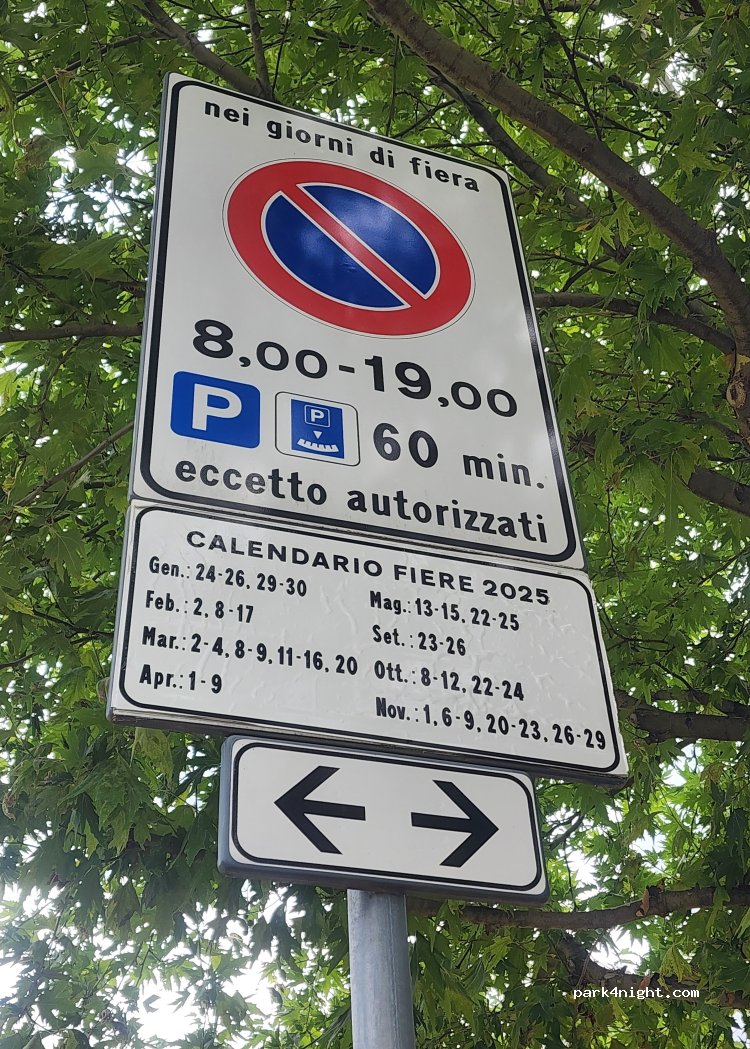 nei giorni di fiera
8,00-19,00
P P 60 min.
eccetto autorizzati
CALENDARIO FIERE 2025
Gen.: 24-26, 29-30
Feb.: 2, 8-17
Mar.: 2-4, 8-9, 11-16, 20
Apr.: 1-9
Mag.: 13-15, 22-25
Set.: 23-26
Ott.: 8-12, 22-24
Nov.: 1, 6-9, 20-23, 26-29
park4night.com